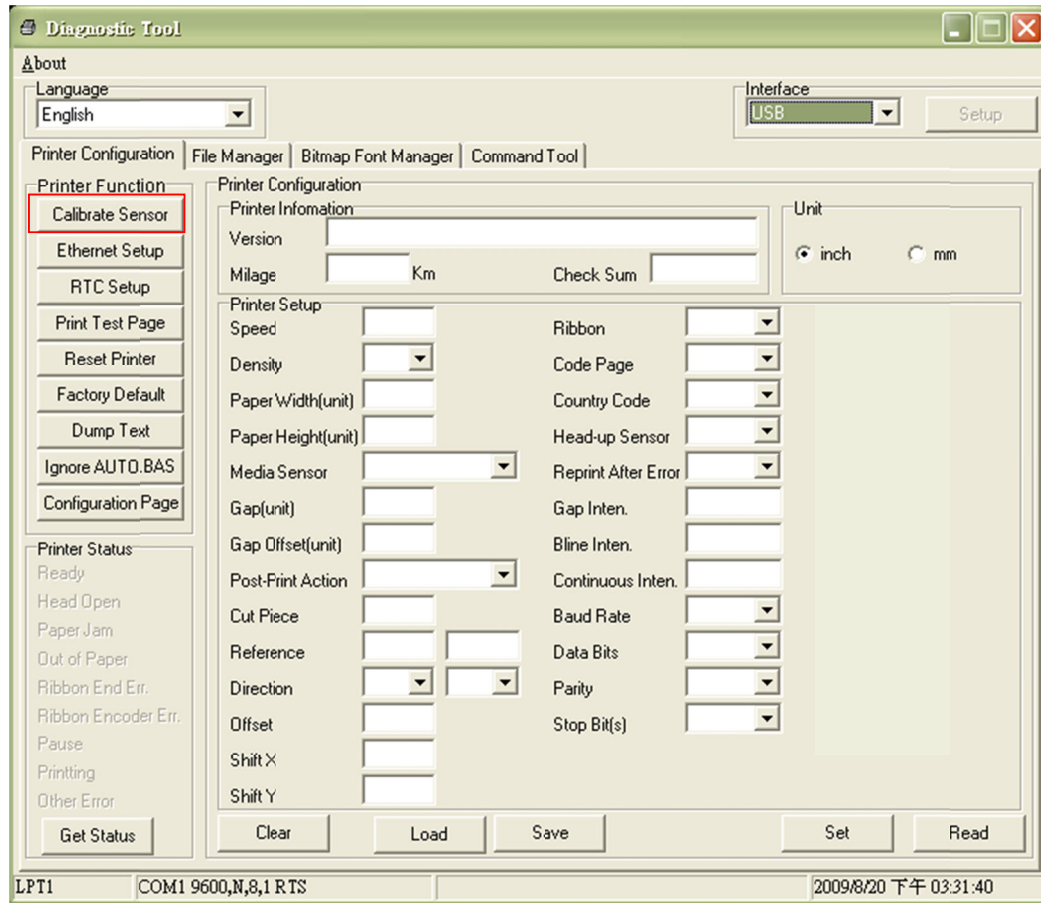 Diagnostic Tool
About
Language
English
Interface
USB
Setup
Printer Configuration
File Manager
Bitmap Font Manager
Command Tool
Printer Function
Calibrate Sensor
Ethernet Setup
RTC Setup
Print Test Page
Reset Printer
Factory Default
Dump Text
Ignore AUTO.BAS
Configuration Page
Printer Status
Ready
Head Open
Paper Jam
Out of Paper
Ribbon End Err.
Ribbon Encoder Err.
Pause
Printting
Other Error
Get Status
Printer Configuration
Printer Infomation
Version
Milage
Km
Check Sum
Unit
inch
mm
Printer Setup
Speed
Density
Paper Width(unit)
Paper Height(unit)
Media Sensor
Gap(unit)
Gap Offset(unit)
Post-Print Action
Cut Piece
Reference
Direction
Offset
Shift X
Shift Y
Ribbon
Code Page
Country Code
Head-up Sensor
Reprint After Error
Gap Inten.
Bline Inten.
Continuous Inten.
Baud Rate
Data Bits
Parity
Stop Bit(s)
Clear
Load
Save
Set
Read
LPT1
COM1 9600,N,8,1 RTS
2009/8/20 下午 03:31:40